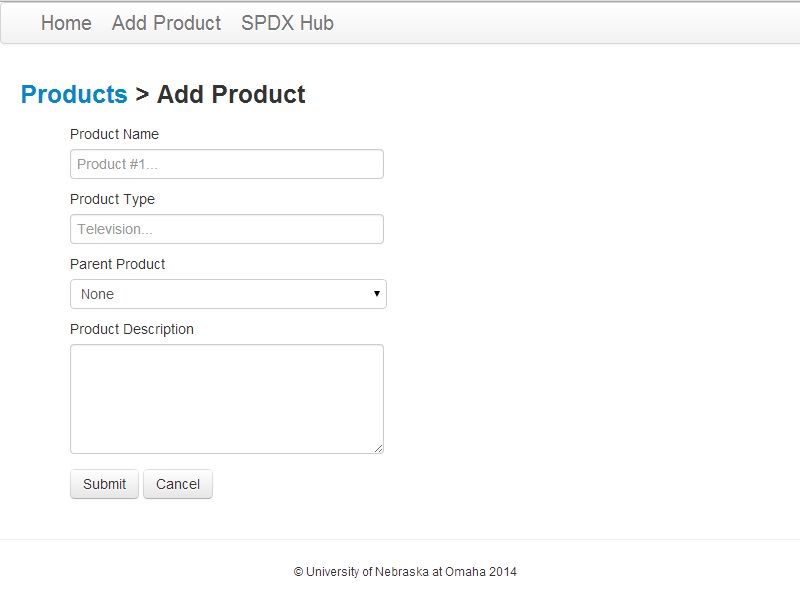 Home Add Product SPDX Hub
Products > Add Product
Product Name
Product #1...
Product Type
Television...
Parent Product
None
Product Description
Submit Cancel
© University of Nebraska at Omaha 2014